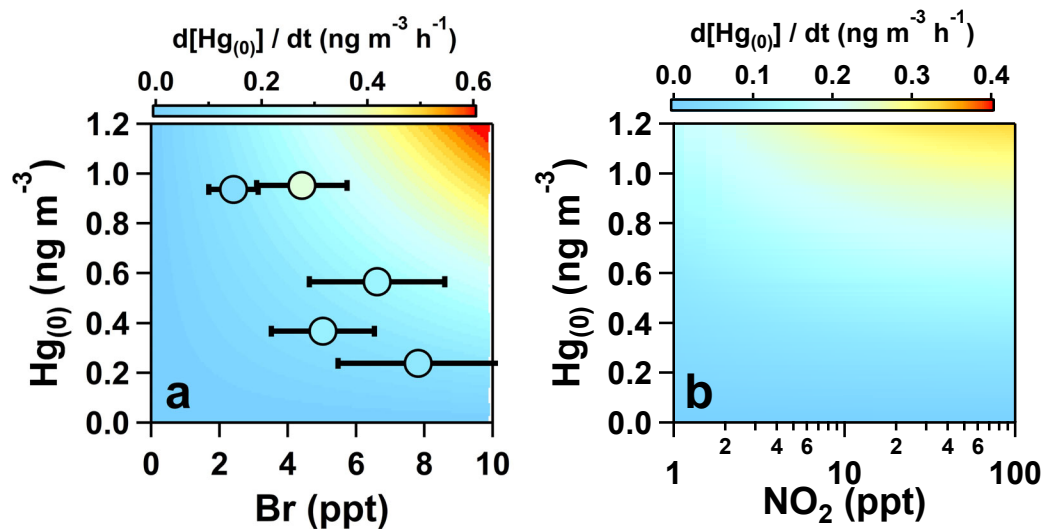 d[Hg(0)] / dt (ng m-3 h-1)
0.0 0.2 0.4 0.6
1.2
1.0
0.8
0.6
0.4
0.2
0.0
Hg(0) (ng m-3)
a
0 2 4 6 8 10
Br (ppt)
d[Hg(0)] / dt (ng m-3 h-1)
0.0 0.1 0.2 0.3 0.4
1.2
1.0
0.8
0.6
0.4
0.2
0.0
Hg(0) (ng m-3)
b
2 4 6 2 4 6
1 10 100
NO2 (ppt)